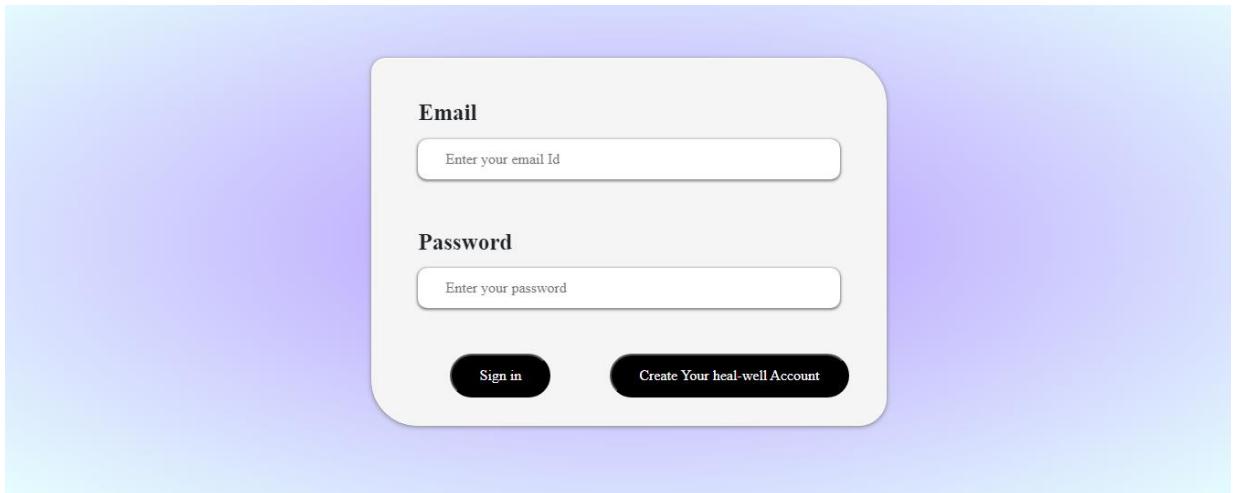 Email
Enter your email Id
Password
Enter your password
Sign in
Create Your heal-well Account